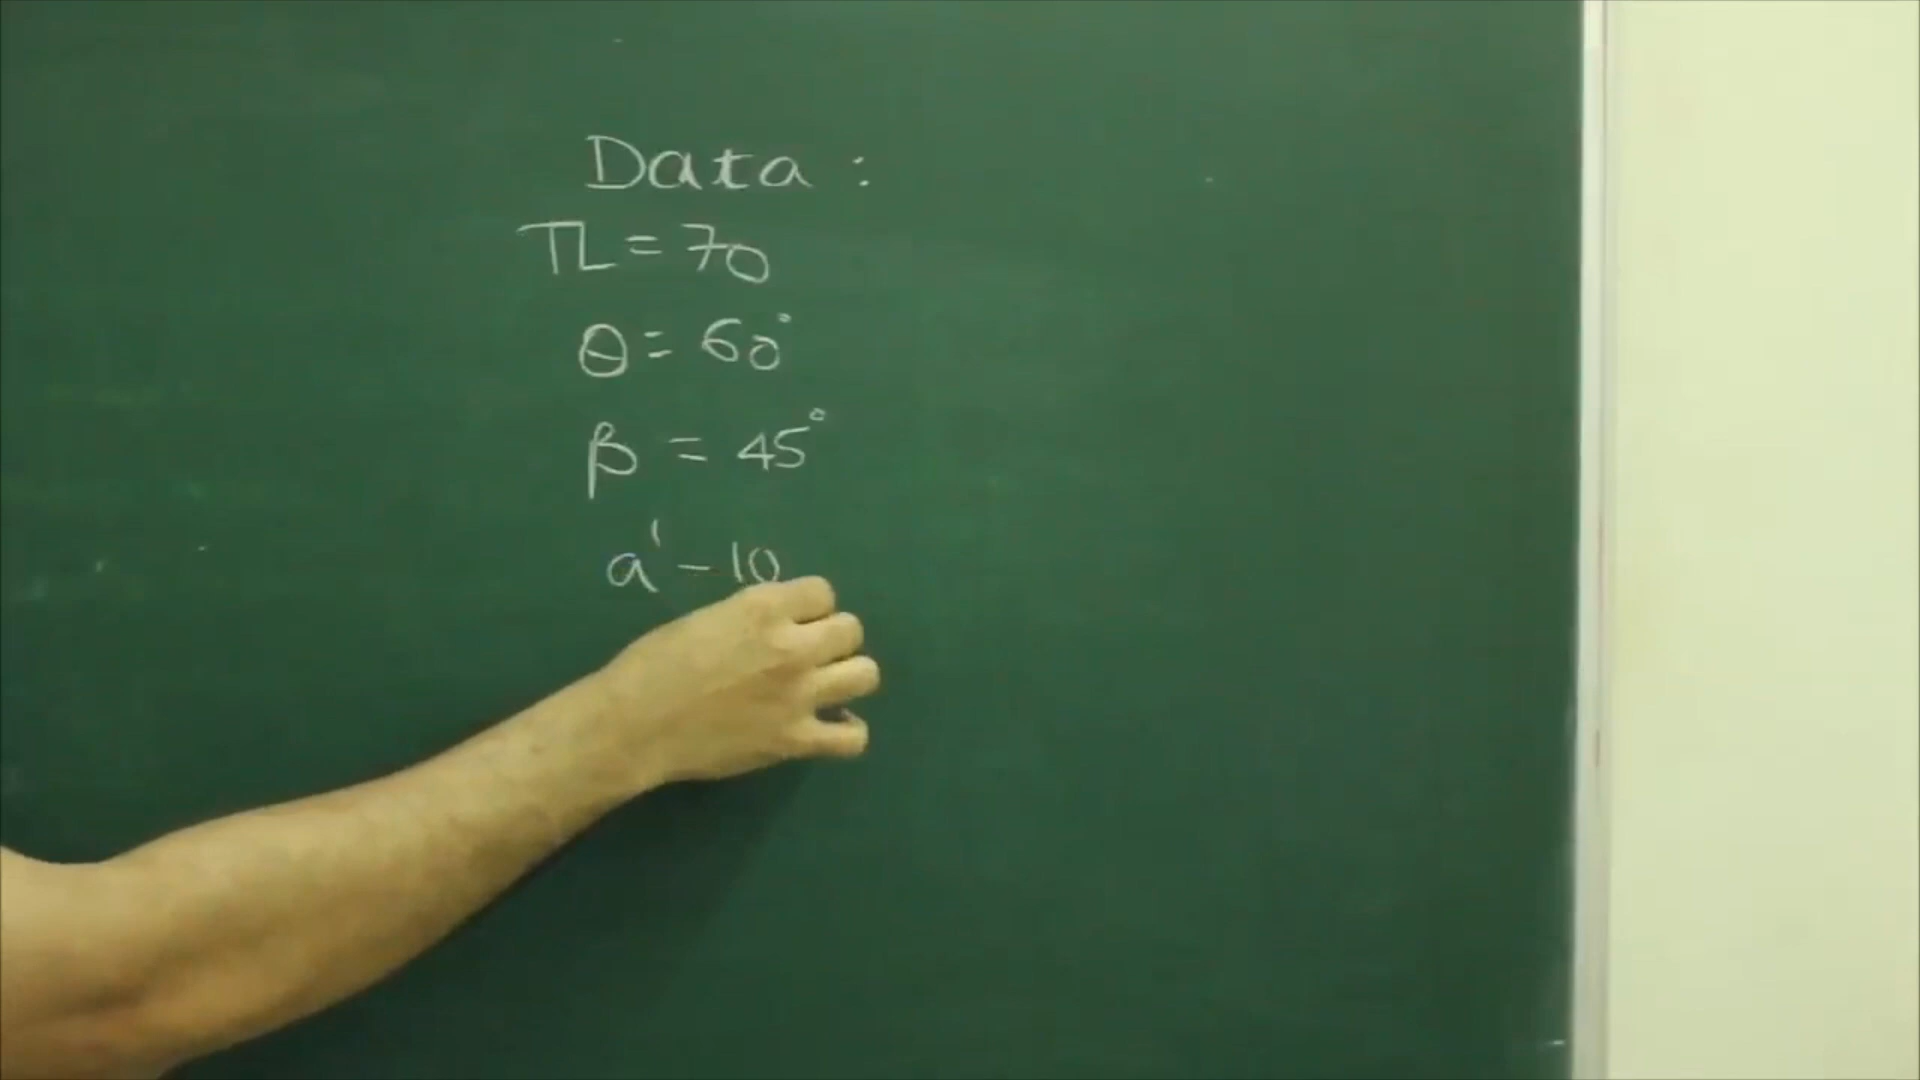 Data :
TL = 70
θ = 60°
β = 45°
a' - 10